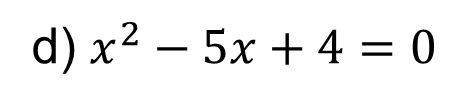 d) x² − 5x + 4 = 0